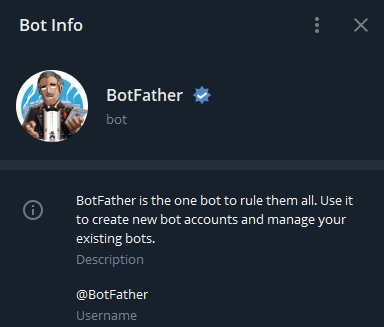 Bot Info
BotFather
bot
BotFather is the one bot to rule them all. Use it
to create new bot accounts and manage your
existing bots.
Description
@BotFather
Username